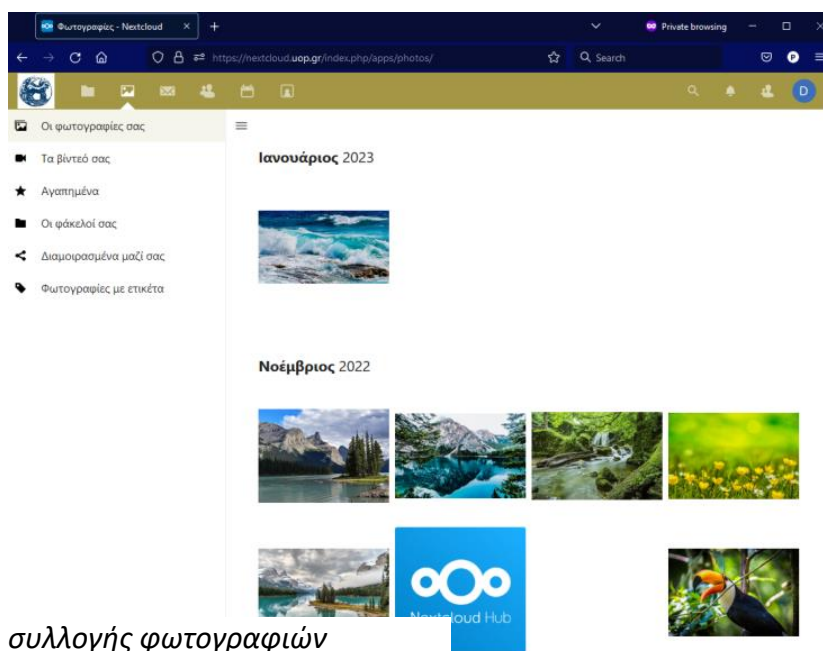 Φωτογραφίες - Nextcloud
Private browsing
https://nextcloud.uop.gr/index.php/apps/photos/
Search
P
D
Οι φωτογραφίες σας
Τα βίντεό σας
Αγαπημένα
Οι φάκελοί σας
Διαμοιρασμένα μαζί σας
Φωτογραφίες με ετικέτα
Ιανουάριος 2023
Νοέμβριος 2022
Nextcloud Hub
συλλογής φωτογραφιών